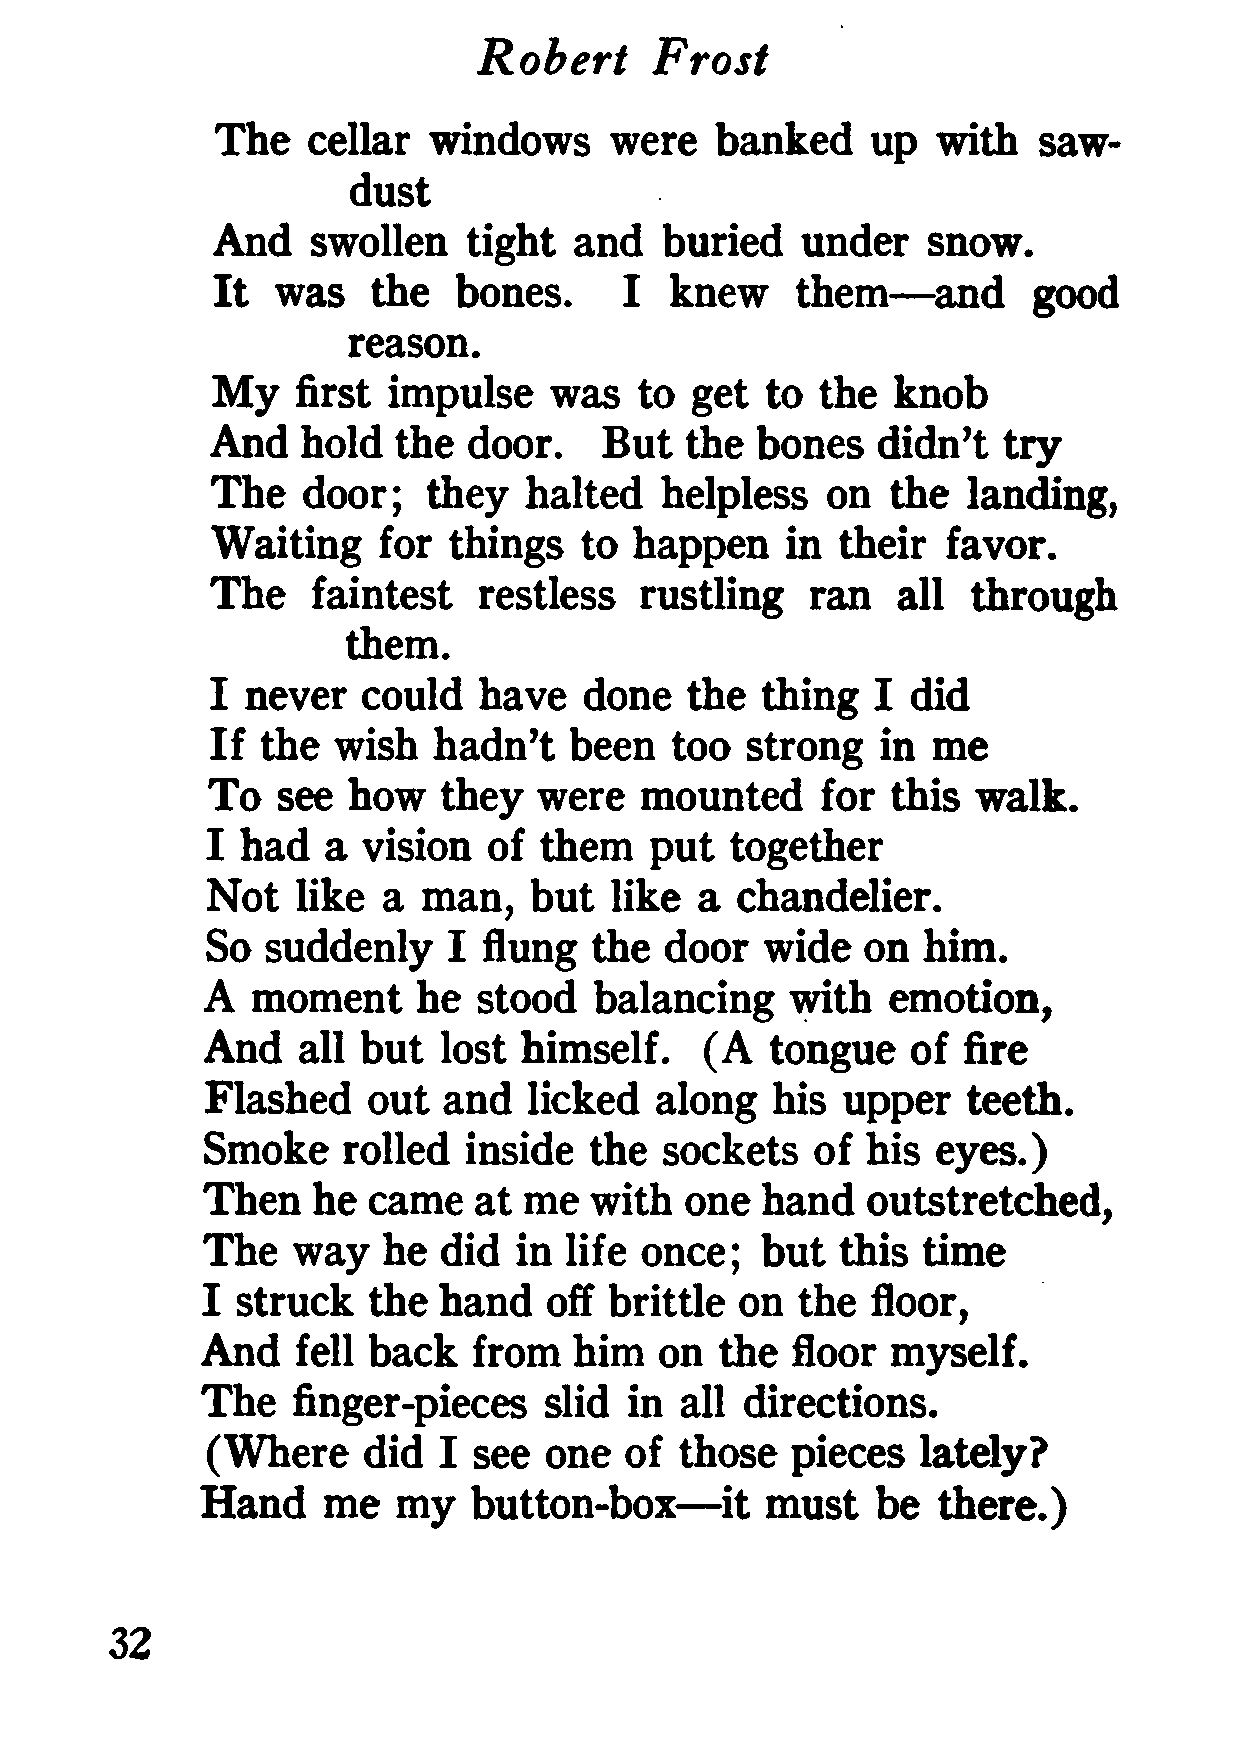 Robert Frost
The cellar windows were banked up with saw-
dust
And swollen tight and buried under snow.
It was the bones. I knew them—and good
reason.
My first impulse was to get to the knob
And hold the door. But the bones didn't try
The door; they halted helpless on the landing,
Waiting for things to happen in their favor.
The faintest restless rustling ran all through
them.
I never could have done the thing I did
If the wish hadn't been too strong in me
To see how they were mounted for this walk.
I had a vision of them put together
Not like a man, but like a chandelier.
So suddenly I flung the door wide on him.
A moment he stood balancing with emotion,
And all but lost himself. (A tongue of fire
Flashed out and licked along his upper teeth.
Smoke rolled inside the sockets of his eyes.)
Then he came at me with one hand outstretched,
The way he did in life once; but this time
I struck the hand off brittle on the floor,
And fell back from him on the floor myself.
The finger-pieces slid in all directions.
(Where did I see one of those pieces lately?
Hand me my button-box—it must be there.)
32